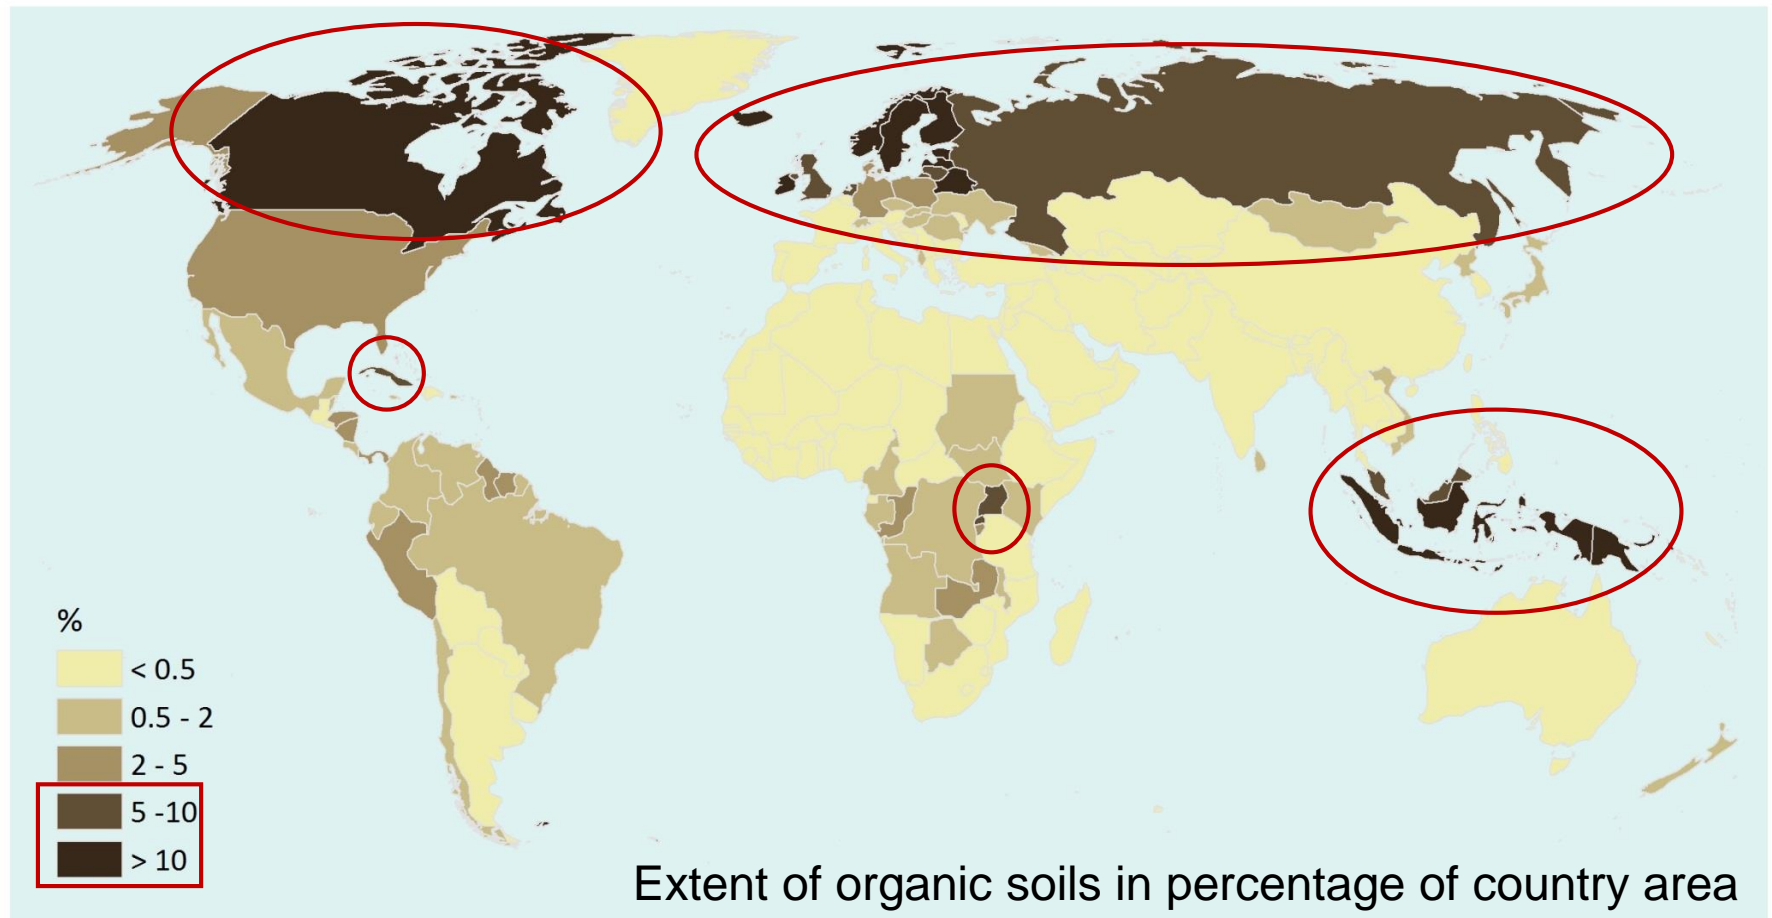 %
< 0.5
0.5 - 2
2 - 5
5 -10
> 10
Extent of organic soils in percentage of country area